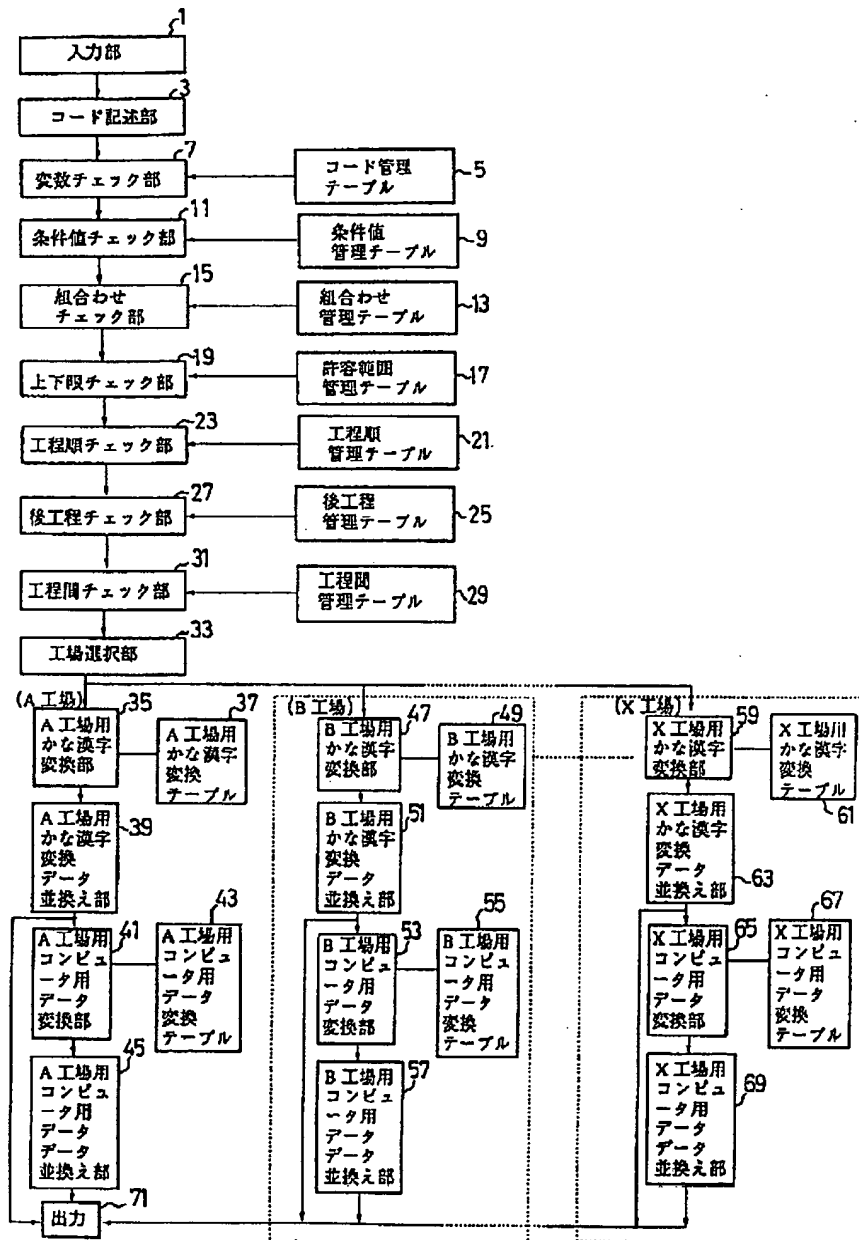 1
入力部
3
コード記述部
7
変数チェック部
コード管理
テーブル
5
11
条件値チェック部
条件値
管理テーブル
9
15
組合わせ
チェック部
組合わせ
管理テーブル
13
19
上下限チェック部
許容範囲
管理テーブル
17
23
工程順チェック部
工程順
管理テーブル
21
27
後工程チェック部
後工程
管理テーブル
25
31
工程間チェック部
工程間
管理テーブル
29
33
工場選択部
(A工場)
35
A工場用
かな漢字
変換部
37
A工場用
かな漢字
変換
テーブル
39
A工場用
かな漢字
変換
データ
並換え部
41
A工場用
コンピュ
ータ用
データ
変換部
43
A工場用
コンピュ
ータ用
データ
変換
テーブル
45
A工場用
コンピュ
ータ用
データ
データ
並換え部
71
出力
(B工場)
47
B工場用
かな漢字
変換部
49
B工場用
かな漢字
変換
テーブル
51
B工場用
かな漢字
変換
データ
並換え部
53
B工場用
コンピュ
ータ用
データ
変換部
55
B工場用
コンピュ
ータ用
データ
変換
テーブル
57
B工場用
コンピュ
ータ用
データ
データ
並換え部
(X工場)
59
X工場用
かな漢字
変換部
X工場用
かな漢字
変換
テーブル
61
X工場用
かな漢字
変換
データ
並換え部
63
65
X工場用
コンピュ
ータ用
データ
変換部
67
X工場用
コンピュ
ータ用
データ
変換
テーブル
X工場用
コンピュ
ータ用
データ
データ
並換え部
69